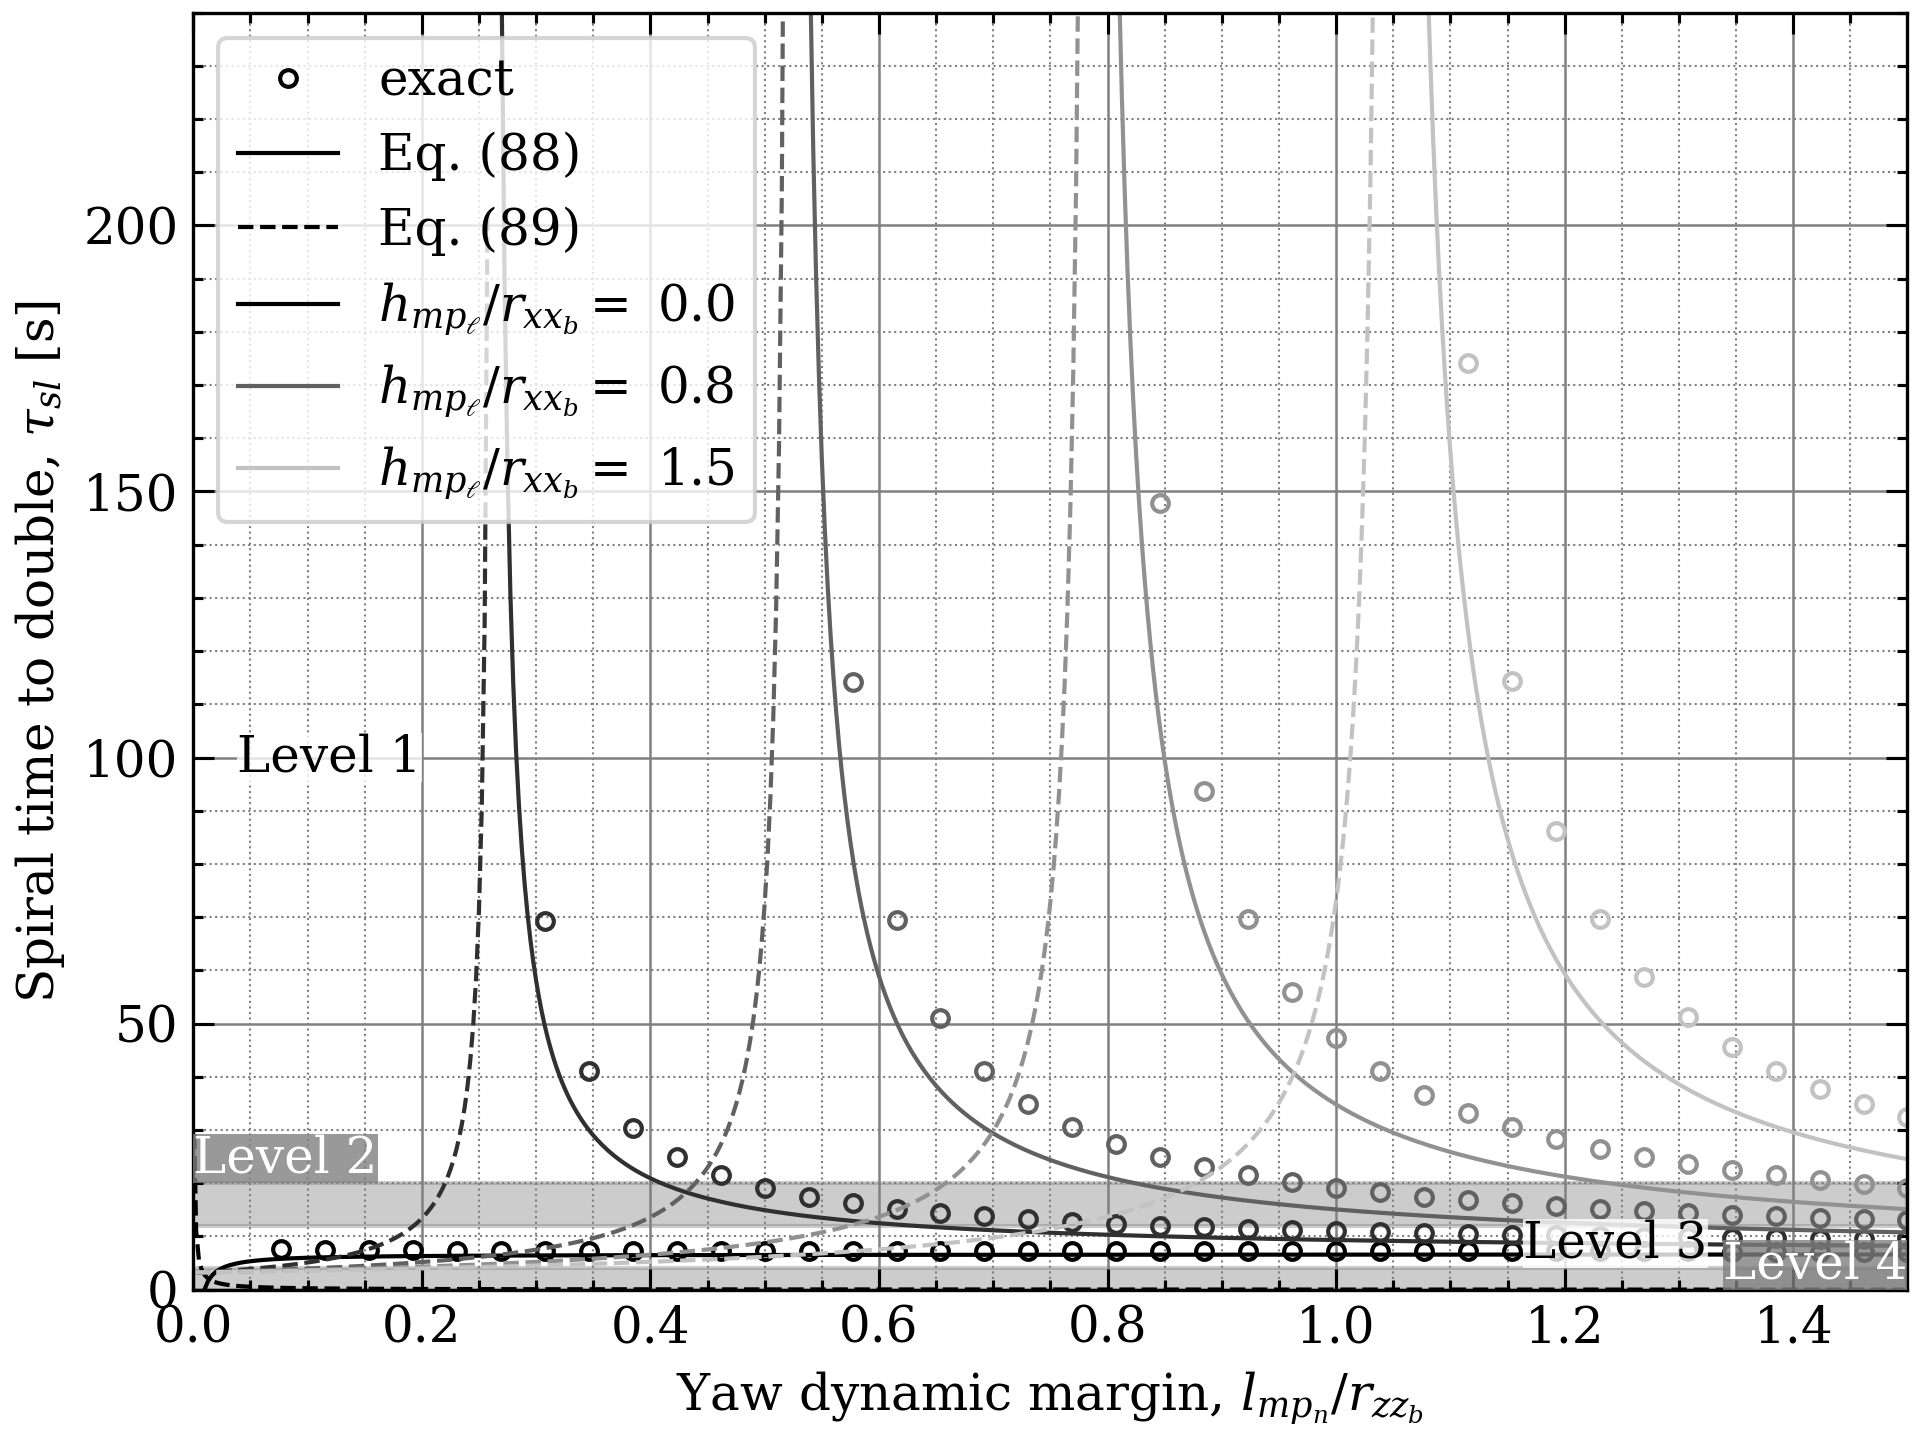 exact
Eq. (88)
Eq. (89)
h_{mp_ℓ}/r_{xx_b} = 0.0
h_{mp_ℓ}/r_{xx_b} = 0.8
h_{mp_ℓ}/r_{xx_b} = 1.5
200
150
100
50
0
Spiral time to double, τ_{sl} [s]
Level 1
Level 2
Level 3
Level 4
0.0 0.2 0.4 0.6 0.8 1.0 1.2 1.4
Yaw dynamic margin, l_{mp_n}/r_{zz_b}